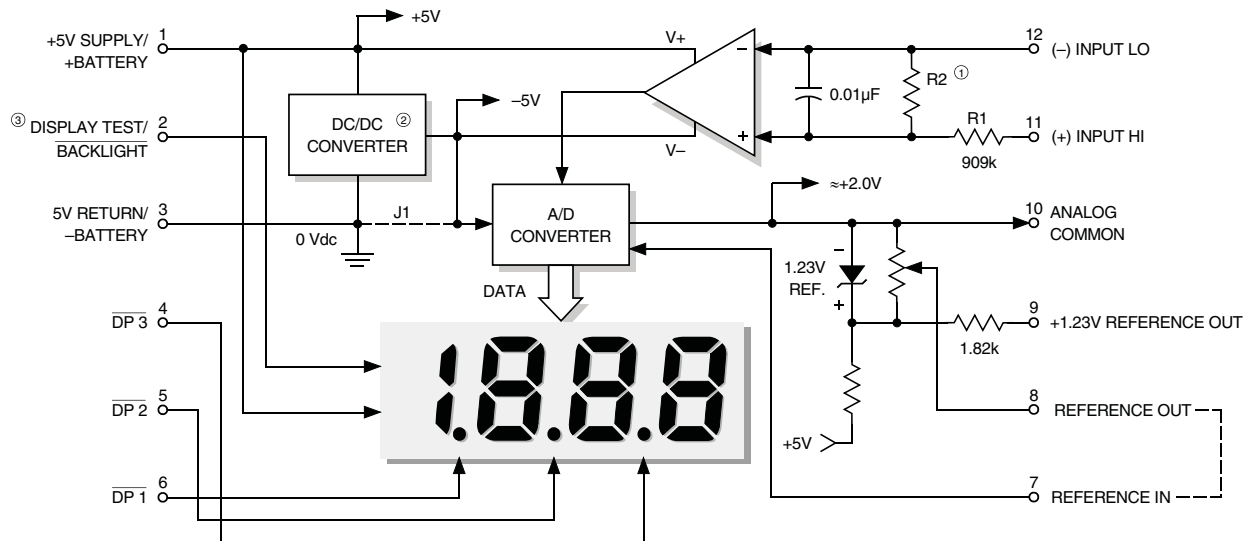 +5V SUPPLY/
+BATTERY
1
+5V
V+
12
(–) INPUT LO
③ DISPLAY TEST/
BACKLIGHT
2
DC/DC ②
CONVERTER
–5V
V–
–
+
0.01µF
R2 ①
R1
909k
11
(+) INPUT HI
5V RETURN/
–BATTERY
3
0 Vdc
J1
A/D
CONVERTER
≈+2.0V
10
ANALOG
COMMON
DATA
–
1.23V
REF.
+
DP 3
4
9
+1.23V REFERENCE OUT
1.82k
1.8.8.8
DP 2
5
8
REFERENCE OUT
+5V
DP 1
6
7
REFERENCE IN